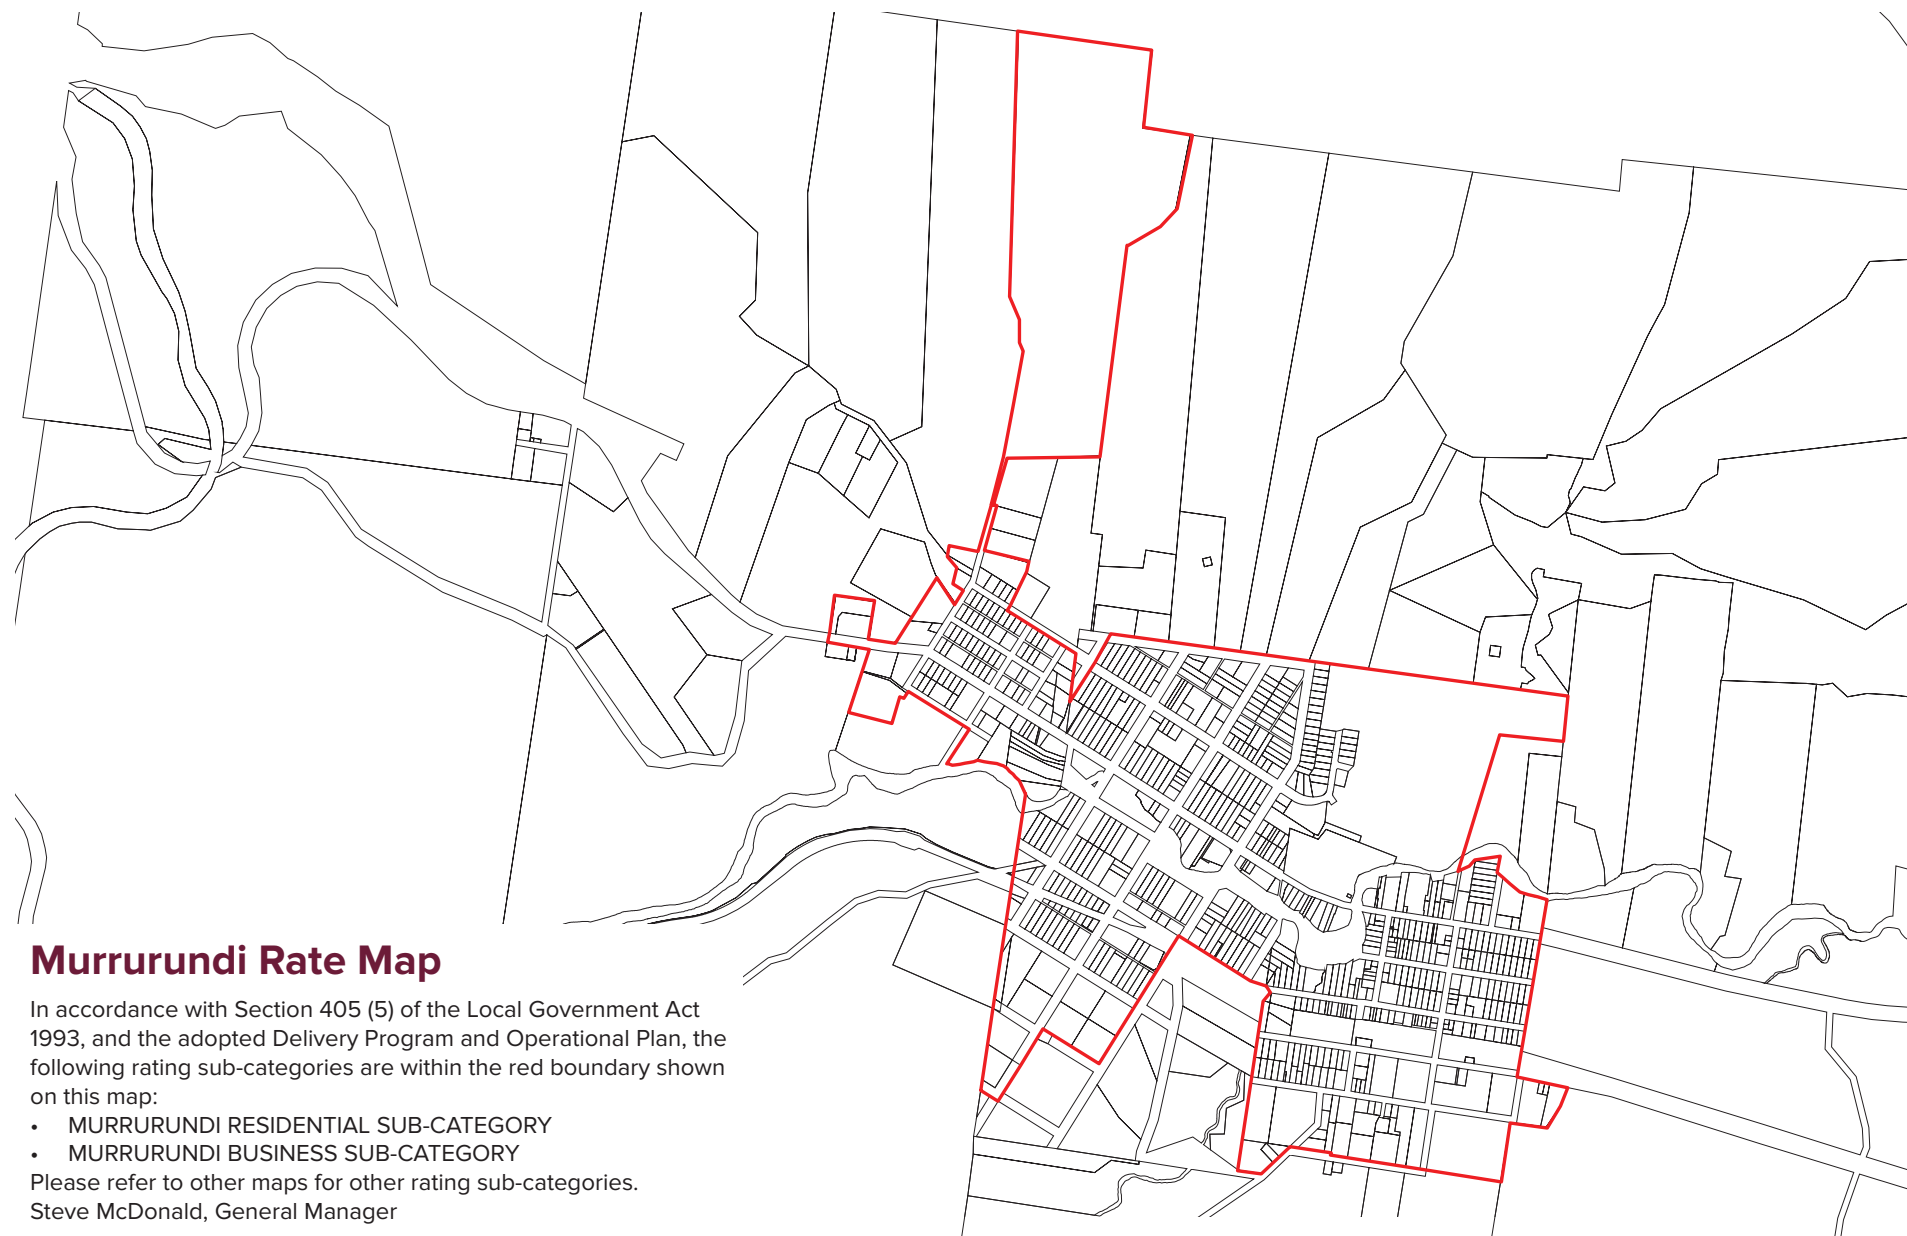 Murrurundi Rate Map
In accordance with Section 405 (5) of the Local Government Act
1993, and the adopted Delivery Program and Operational Plan, the
following rating sub-categories are within the red boundary shown
on this map:
• MURRURUNDI RESIDENTIAL SUB-CATEGORY
• MURRURUNDI BUSINESS SUB-CATEGORY
Please refer to other maps for other rating sub-categories.
Steve McDonald, General Manager